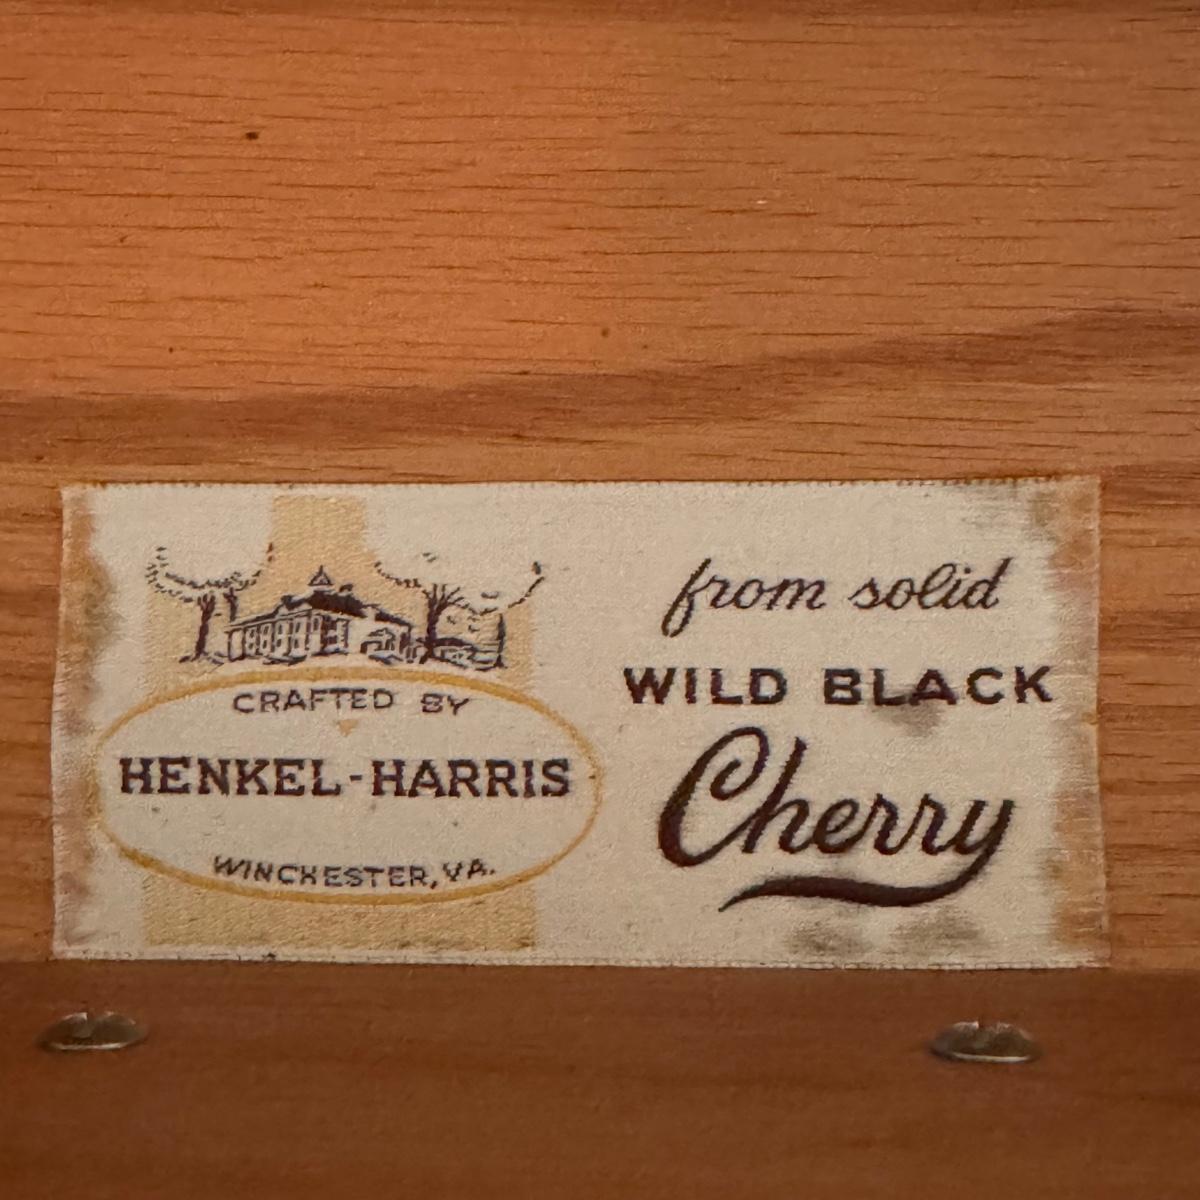 CRAFTED BY
HENKEL-HARRIS
WINCHESTER, VA.
from solid
WILD BLACK
Cherry